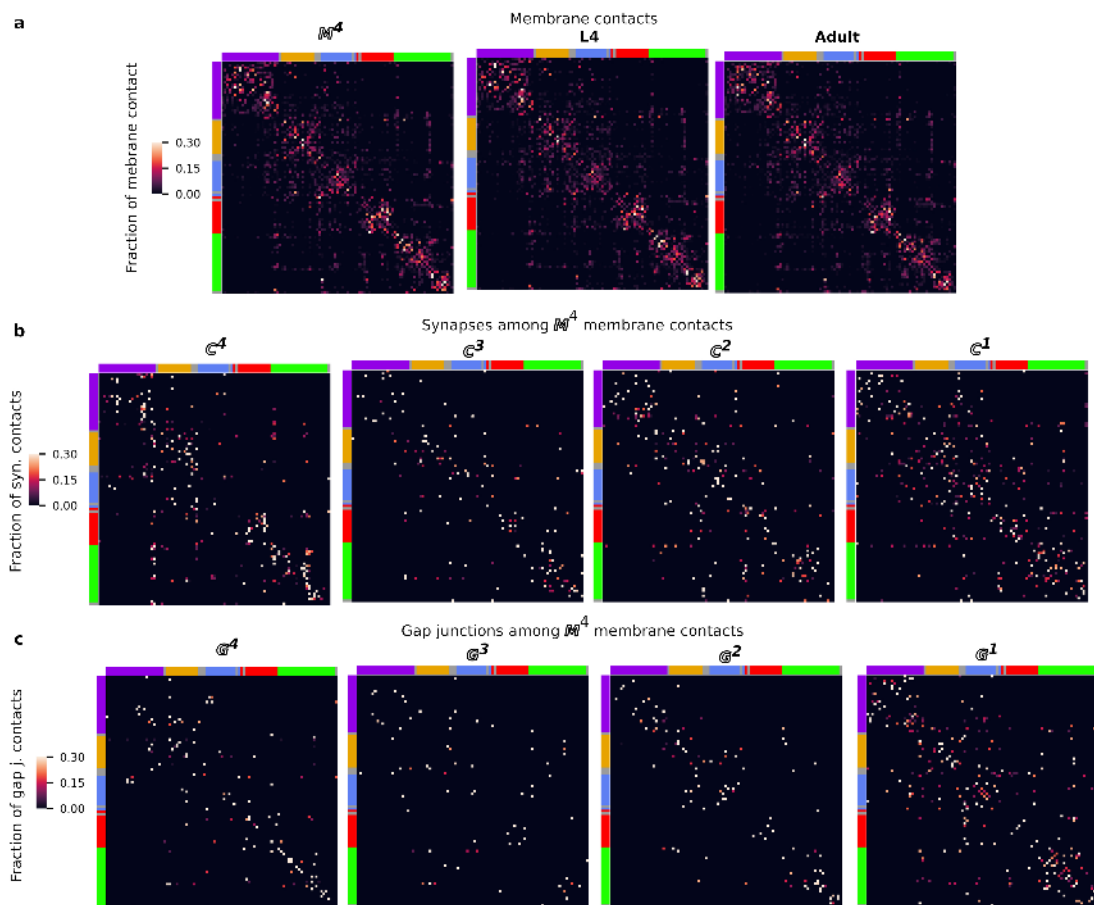 a
Membrane contacts
M⁴ L4 Adult
Fraction of mebrane contact
0.30
0.15
0.00
b
Synapses among M⁴ membrane contacts
C⁴ C³ C² C¹
Fraction of syn. contacts
0.30
0.15
0.00
c
Gap junctions among M⁴ membrane contacts
G⁴ G³ G² G¹
Fraction of gap j. contacts
0.30
0.15
0.00